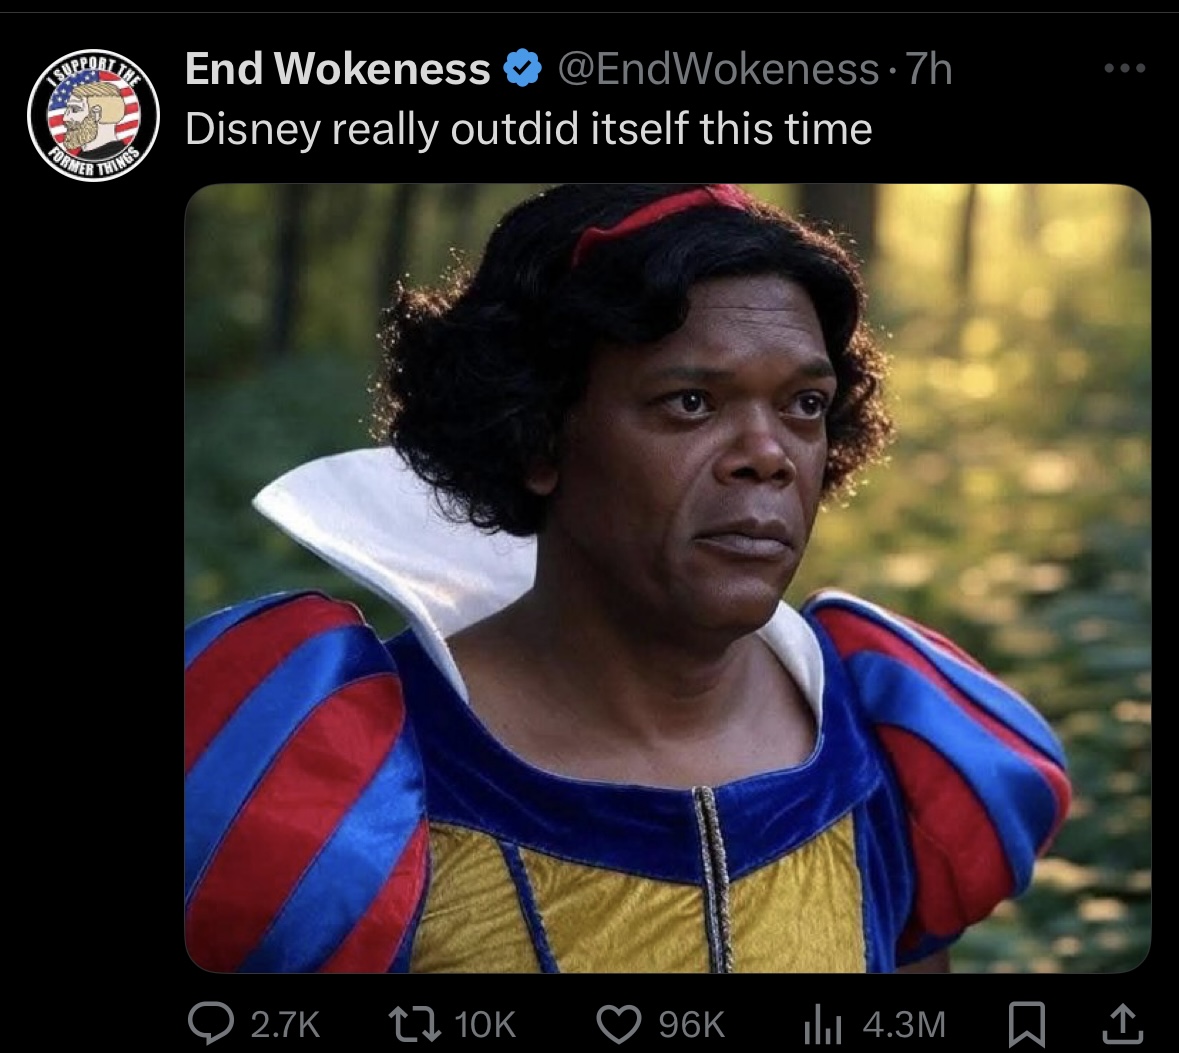 I SUPPORT THE
FORMER THINGS
End Wokeness @EndWokeness · 7h
Disney really outdid itself this time
2.7K 10K 96K 4.3M